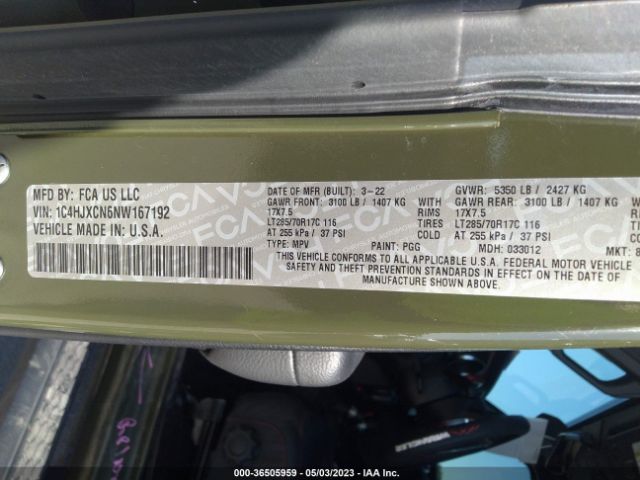 MFD BY: FCA US LLC
VIN: 1C4HJXCN6NW167192
VEHICLE MADE IN: U.S.A.
DATE OF MFR (BUILT): 3-22 GVWR: 5350 LB / 2427 KG
GAWR FRONT: 3100 LB / 1407 KG WITH GAWR REAR: 3100 LB / 1407 KG
17X7.5 RIMS 17X7.5
LT285/70R17C 116 TIRES LT285/70R17C 116
AT 255 kPa / 37 PSI COLD AT 255 kPa / 37 PSI
TYPE: MPV PAINT: PGG MDH: 033012 MKT: 8
THIS VEHICLE CONFORMS TO ALL APPLICABLE U.S.A. FEDERAL MOTOR VEHICLE
AND THEFT PREVENTION STANDARDS IN EFFECT ON THE DATE OF
MANUFACTURE SHOWN ABOVE.
WRANGLER
(000 - 36505959 - 05/03/2023 - IAA Inc.)